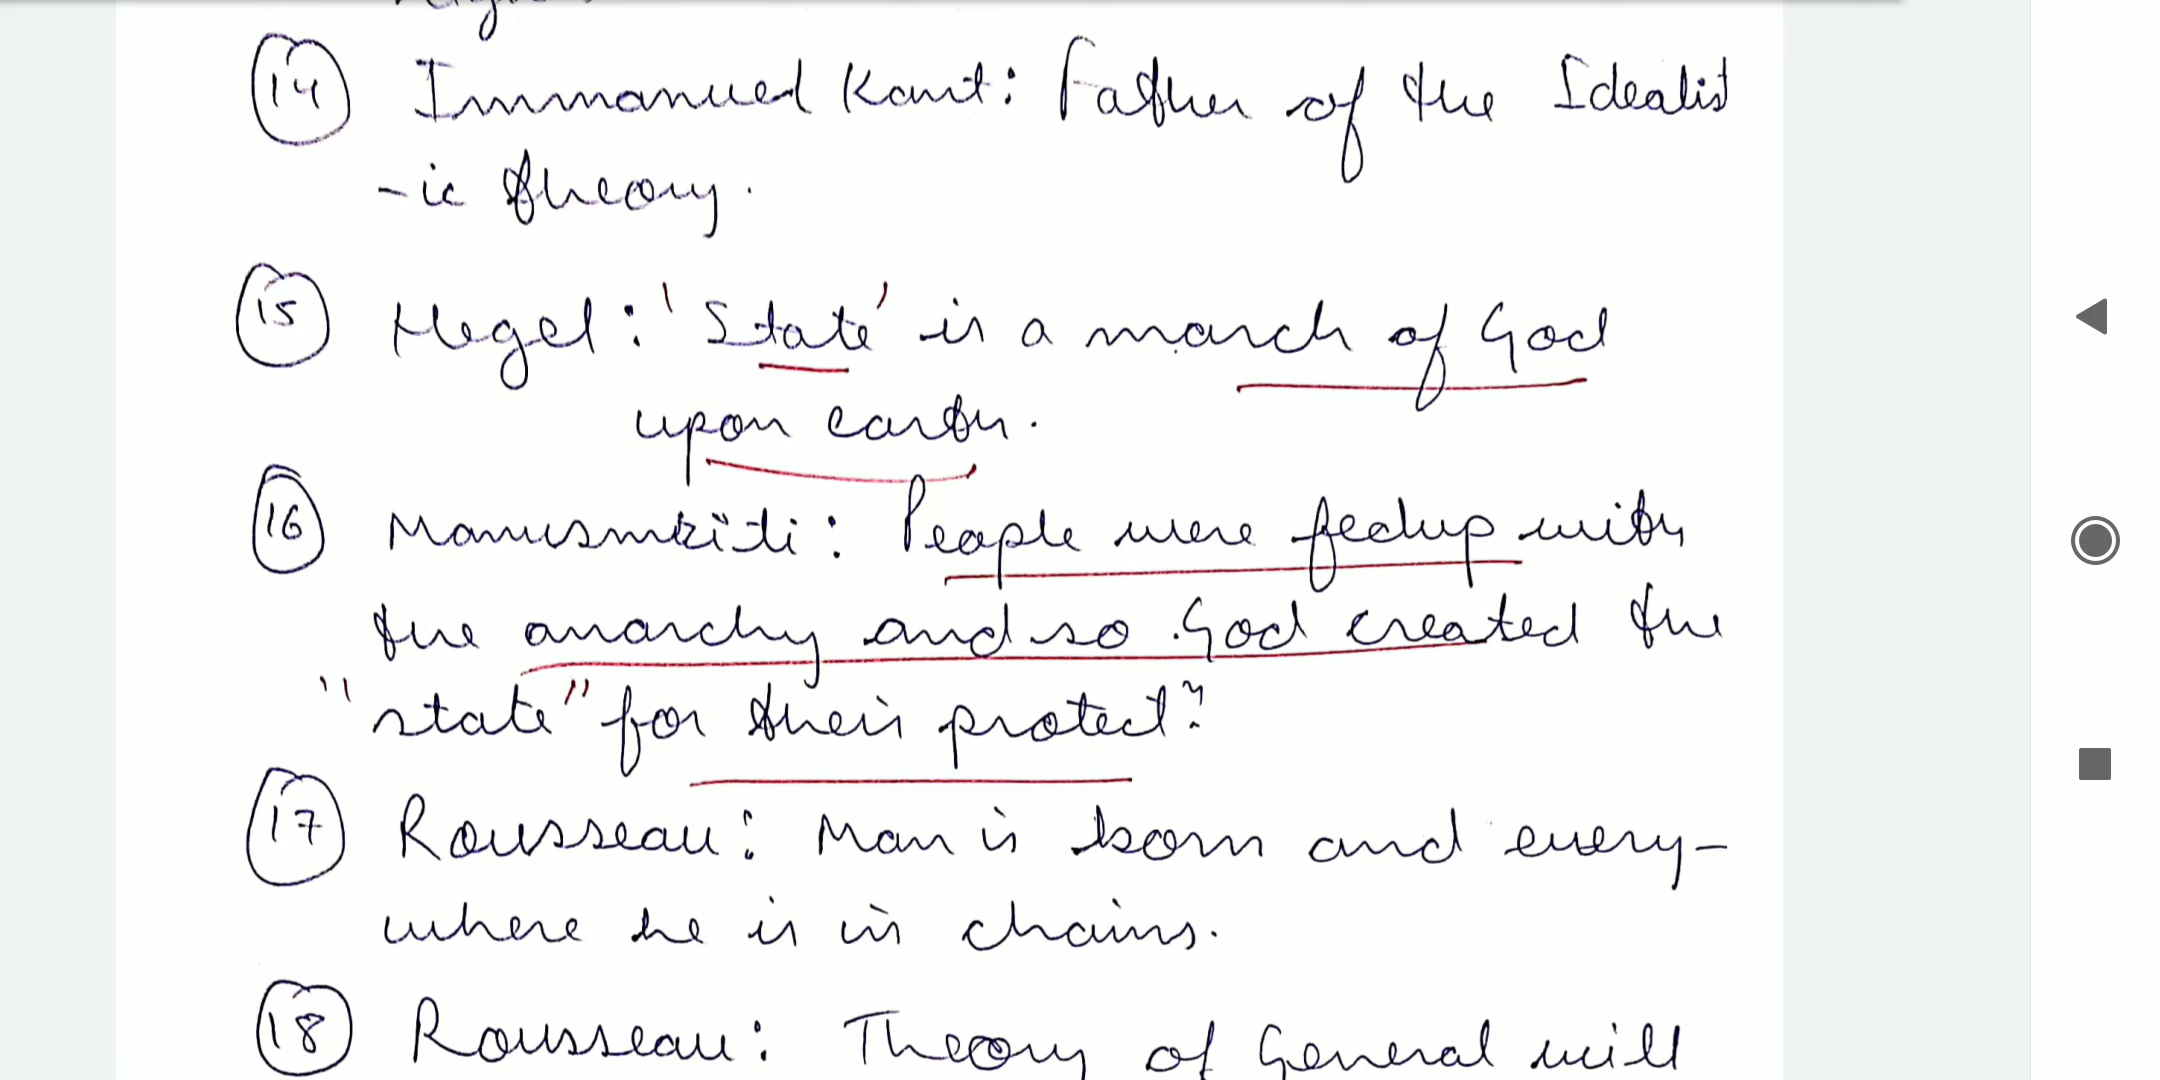 14 Immanuel Kant: Father of the Idealist
-ic theory.
15 Hegel: 'State' is a march of God
upon earth.
16 Manusmriti: People were fedup with
the anarchy and so God created the
"state" for their protectⁿ:
17 Rousseau: Man is born and every-
where he is in chains.
18 Rousseau: Theory of General will